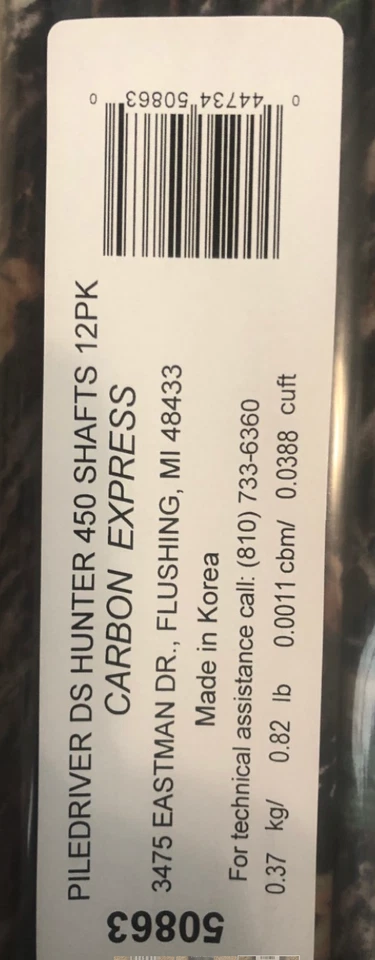 PILEDRIVER DS HUNTER 450 SHAFTS 12PK
CARBON EXPRESS
3475 EASTMAN DR., FLUSHING, MI 48433
Made in Korea
For technical assistance call: (810) 733-6360
0.37 kg/ 0.82 lb 0.0011 cbm/ 0.0388 cuft
50863
0 44734 50863 0